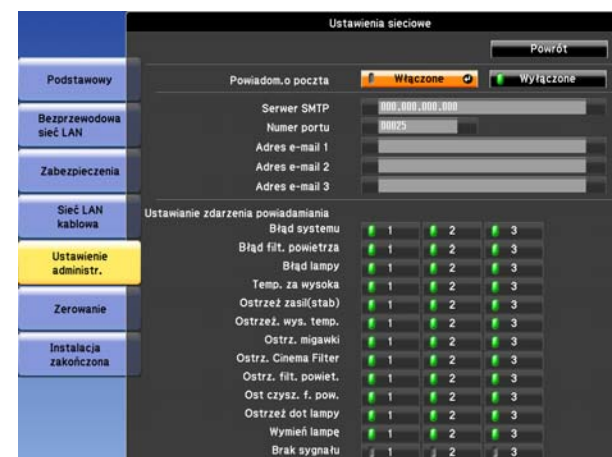 Ustawienia sieciowe
Powrót
Podstawowy
Bezprzewodowa
sieć LAN
Zabezpieczenia
Sieć LAN
kablowa
Ustawienie
administr.
Zerowanie
Instalacja
zakończona
Powiadom.o poczta Włączone Wyłączone
Serwer SMTP 000.000.000.000
Numer portu 00025
Adres e-mail 1
Adres e-mail 2
Adres e-mail 3
Ustawianie zdarzenia powiadamiania
Błąd systemu 1 2 3
Błąd filt. powietrza 1 2 3
Błąd lampy 1 2 3
Temp. za wysoka 1 2 3
Ostrzeż zasil(stab) 1 2 3
Ostrzeż. wys. temp. 1 2 3
Ostrz. migawki 1 2 3
Ostrz. Cinema Filter 1 2 3
Ostrz. filt. powiet. 1 2 3
Ost czysz. f. pow. 1 2 3
Ostrzeż dot lampy 1 2 3
Wymień lampę 1 2 3
Brak sygnału 1 2 3